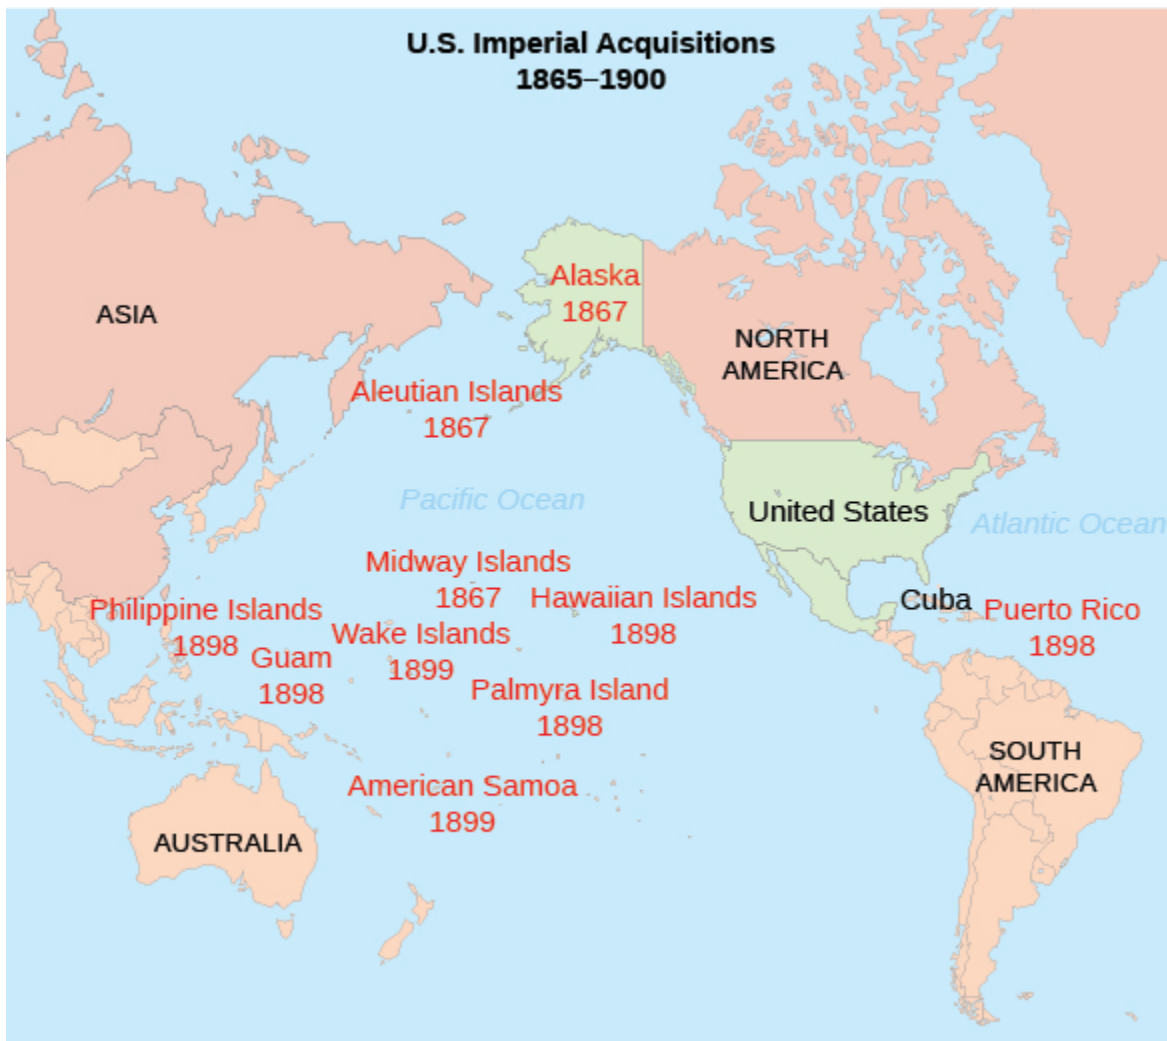 U.S. Imperial Acquisitions
1865–1900
Alaska
1867
ASIA
NORTH
AMERICA
Aleutian Islands
1867
Pacific Ocean
United States
Atlantic Ocean
Midway Islands
1867
Hawaiian Islands
1898
Cuba
Puerto Rico
1898
Philippine Islands
1898
Wake Islands
1899
Guam
1898
Palmyra Island
1898
SOUTH
AMERICA
American Samoa
1899
AUSTRALIA